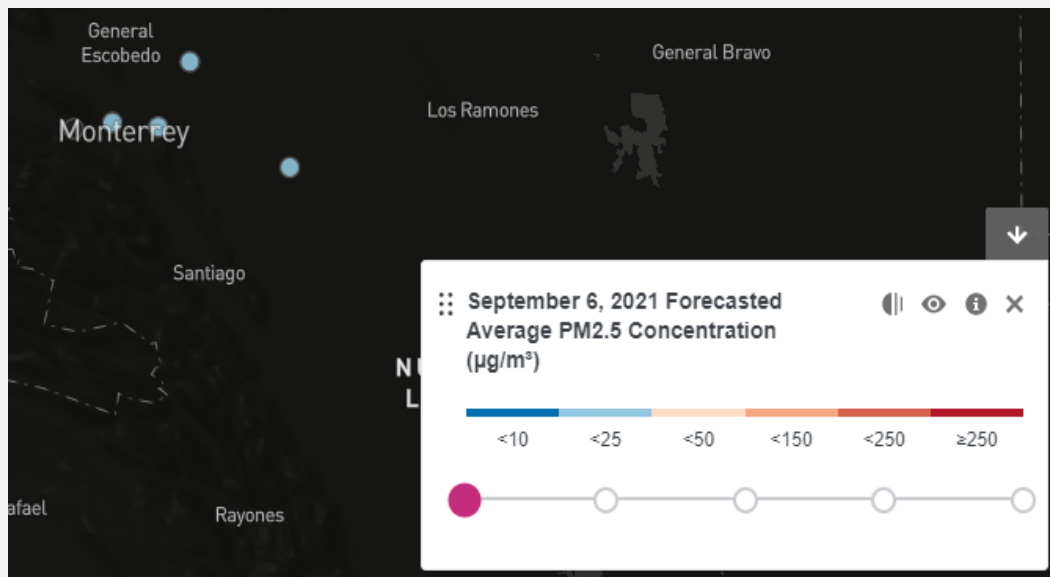 General
Escobedo
General Bravo
Los Ramones
Monterrey
Santiago
September 6, 2021 Forecasted
Average PM2.5 Concentration
(µg/m³)
NU
L
<10
<25
<50
<150
<250
≥250
afael
Rayones